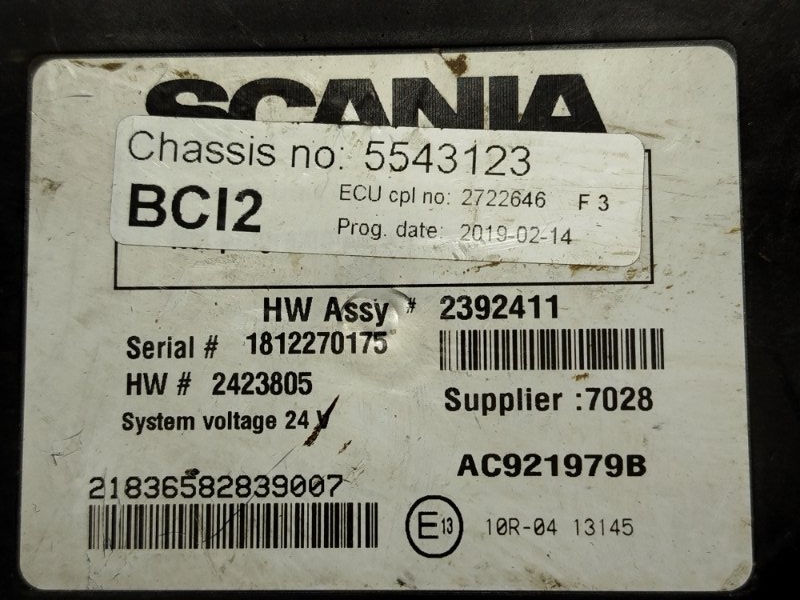 SCANIA
Chassis no: 5543123
BCI2
ECU cpl no: 2722646 F 3
Prog. date: 2019-02-14
HW Assy # 2392411
Serial # 1812270175
HW # 2423805
Supplier :7028
System voltage 24 V
AC921979B
21836582839007
E13 10R-04 13145